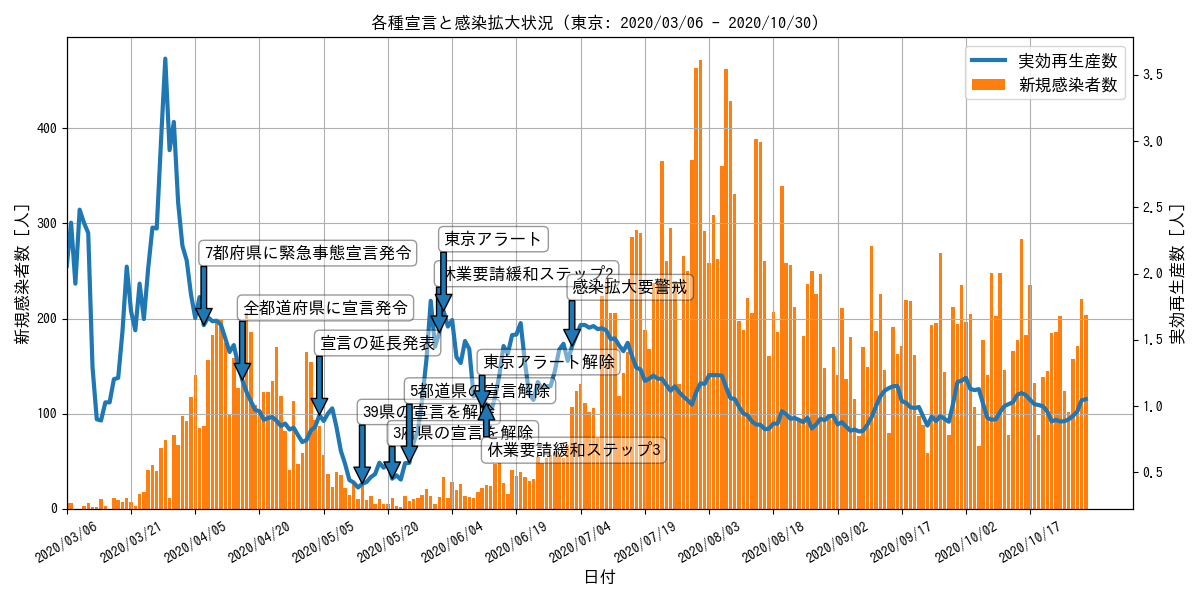 各種宣言と感染拡大状況 (東京: 2020/03/06 - 2020/10/30)
実効再生産数
新規感染者数
新規感染者数 [人]
400
300
200
100
0
3.5
3.0
2.5
2.0
1.5
1.0
0.5
実効再生産数 [人]
7都府県に緊急事態宣言発令
全都道府県に宣言発令
宣言の延長発表
39県の宣言を解除
3府県の宣言を解除
5都道県の宣言解除
休業要請緩和ステップ2
東京アラート
東京アラート解除
休業要請緩和ステップ3
感染拡大要警戒
2020/03/06
2020/03/21
2020/04/05
2020/04/20
2020/05/05
2020/05/20
2020/06/04
2020/06/19
2020/07/04
2020/07/19
2020/08/03
2020/08/18
2020/09/02
2020/09/17
2020/10/02
2020/10/17
日付